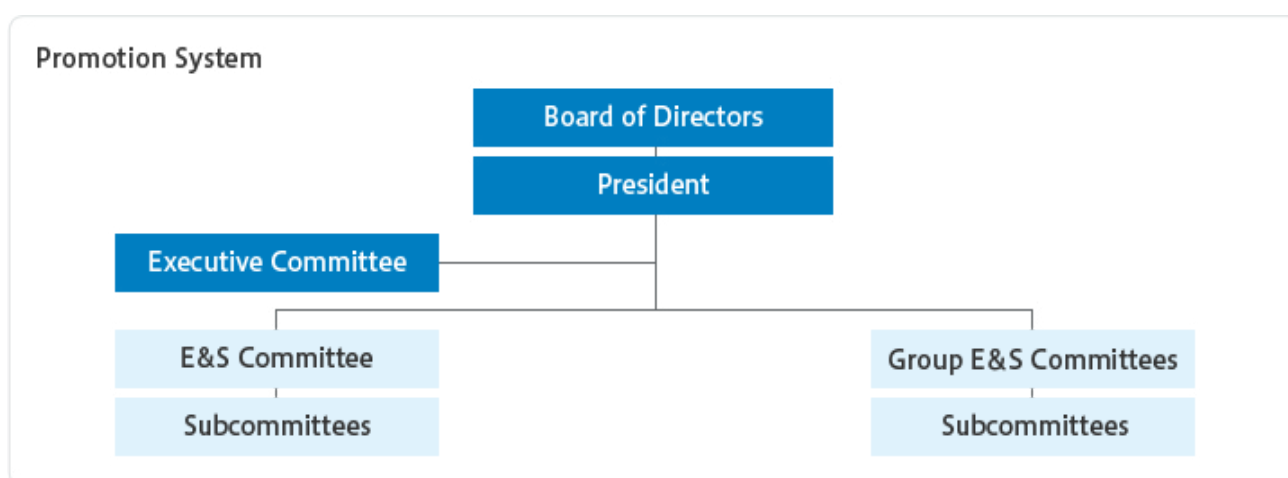 Promotion System
Board of Directors
President
Executive Committee
E&S Committee
Group E&S Committees
Subcommittees
Subcommittees